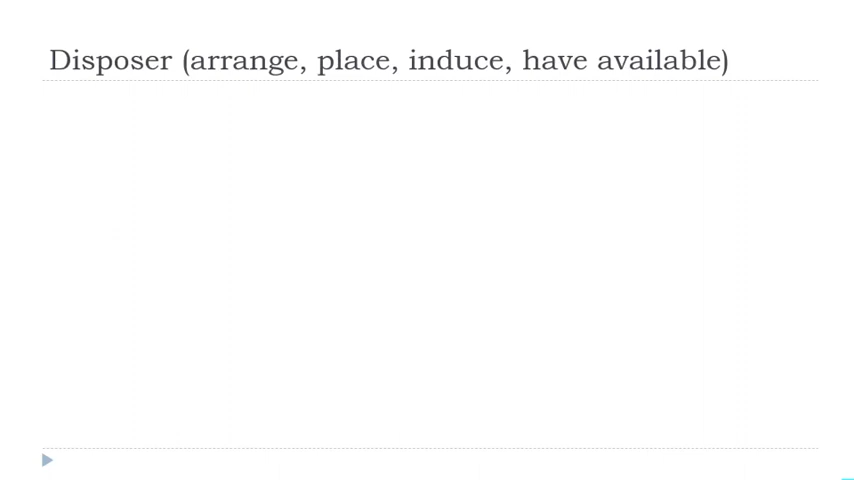 Disposer (arrange, place, induce, have available)